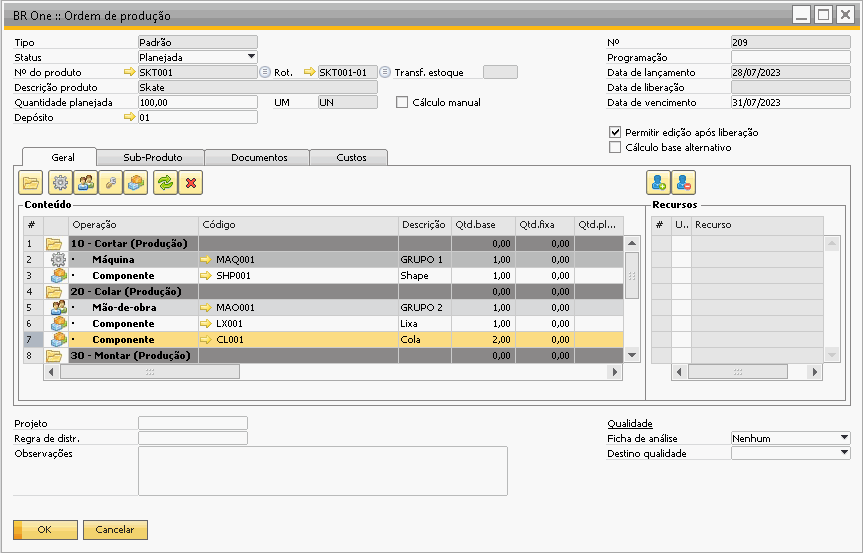 BR One :: Ordem de produção
Tipo Padrão Nº 209
Status Planejada Programação
Nº do produto SKT001 Rot. SKT001-01 Transf. estoque Data de lançamento 28/07/2023
Descrição produto Skate Data de liberação
Quantidade planejada 100,00 UM UN Cálculo manual Data de vencimento 31/07/2023
Depósito 01
Permitir edição após liberação
Cálculo base alternativo
Geral Sub-Produto Documentos Custos
Conteúdo Recursos
# Operação Código Descrição Qtd.base Qtd.fixa Qtd.pl... # U.. Recurso
1 10 - Cortar (Produção) 0,00 0,00
2 · Máquina MAQ001 GRUPO 1 1,00 0,00
3 · Componente SHP001 Shape 1,00 0,00
4 20 - Colar (Produção) 0,00 0,00
5 · Mão-de-obra MAO001 GRUPO 2 1,00 0,00
6 · Componente LX001 Lixa 1,00 0,00
7 · Componente CL001 Cola 2,00 0,00
8 30 - Montar (Produção) 0,00 0,00
Projeto Qualidade
Regra de distr. Ficha de análise Nenhum
Observações Destino qualidade
OK Cancelar